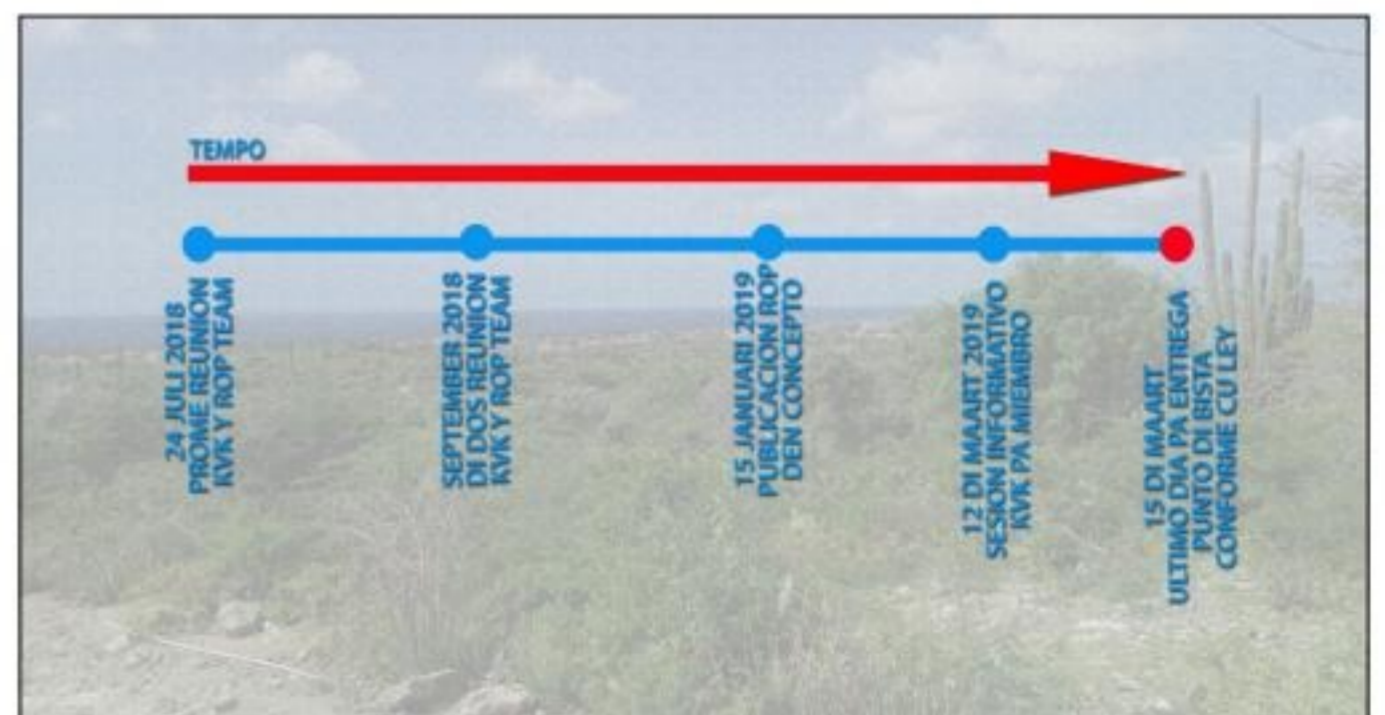 TEMPO
24 JULI 2018
PROME REUNION
KVK Y ROP TEAM
SEPTEMBER 2018
DI DOS REUNION
KVK Y ROP TEAM
15 JANUARI 2019
PUBLICACION ROP
DEN CONCEPTO
12 DI MAART 2019
SESION INFORMATIVO
KVK PA MIEMBRO
15 DI MAART
ULTIMO DIA PA ENTREGA
PUNTO DI BISTA
CONFORME CU LEY